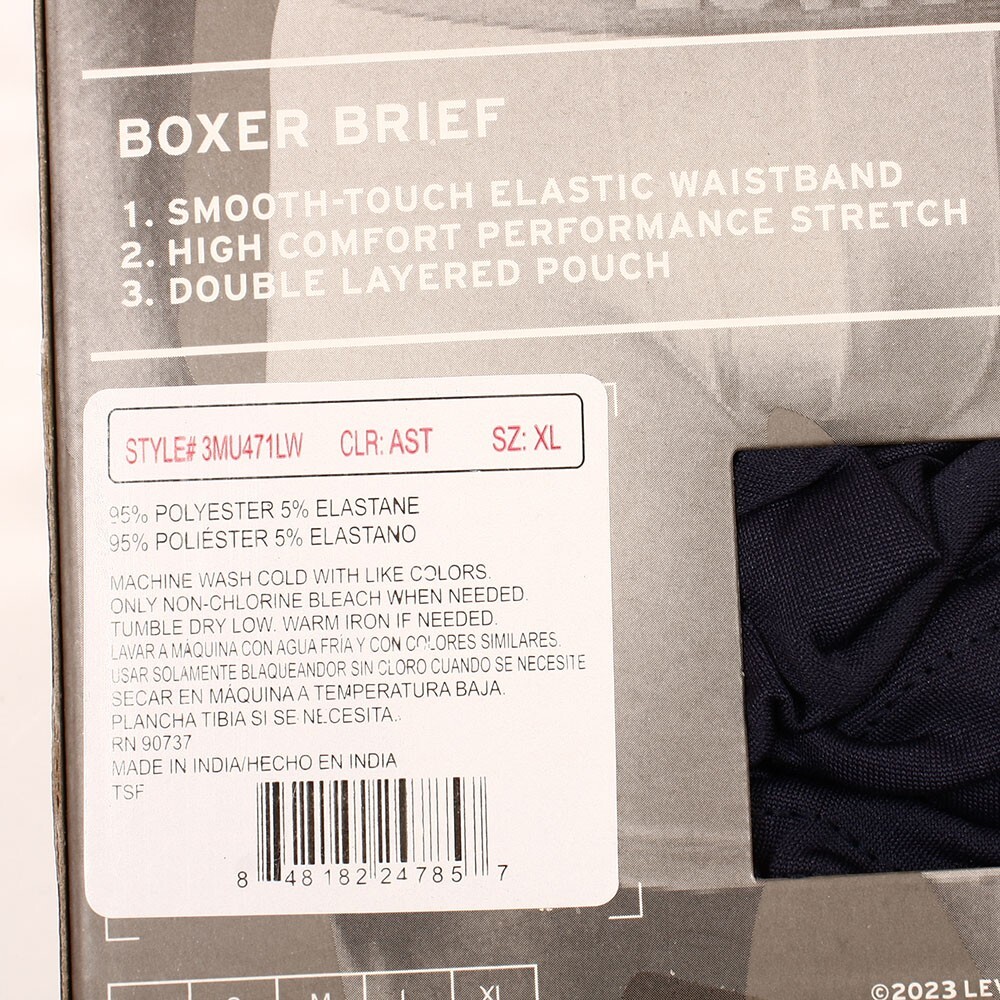 BOXER BRIEF
1. SMOOTH-TOUCH ELASTIC WAISTBAND
2. HIGH COMFORT PERFORMANCE STRETCH
3. DOUBLE LAYERED POUCH
STYLE# 3MU471LW CLR: AST SZ: XL
95% POLYESTER 5% ELASTANE
95% POLIÉSTER 5% ELASTANO
MACHINE WASH COLD WITH LIKE COLORS.
ONLY NON-CHLORINE BLEACH WHEN NEEDED.
TUMBLE DRY LOW. WARM IRON IF NEEDED.
LAVAR A MÁQUINA CON AGUA FRÍA Y CON COLORES SIMILARES.
USAR SOLAMENTE BLAQUEANDOR SIN CLORO CUANDO SE NECESITE
SECAR EN MÁQUINA A TEMPERATURA BAJA.
PLANCHA TIBIA SI SE NECESITA..
RN 90737
MADE IN INDIA/HECHO EN INDIA
TSF
8 48182 24785 7
S M L XL
©2023 LEV